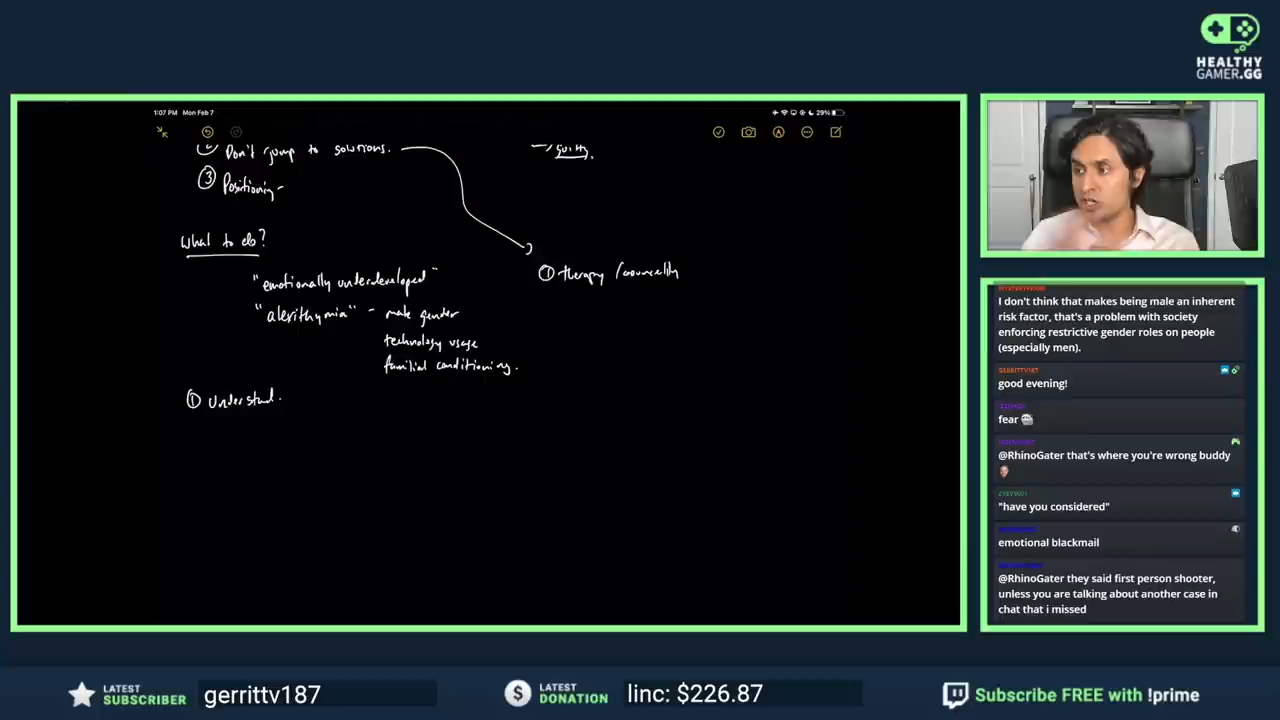 HEALTHY
GAMER.GG
1:07 PM Mon Feb 7
29%
② Don't jump to solutions.
→ guilty.
③ Positioning -
What to do?
"emotionally underdeveloped"
① therapy / counseling
"alexithymia" - male gender
technology usage
familial conditioning.
① Understand.
I don't think that makes being male an inherent
risk factor, that's a problem with society
enforcing restrictive gender roles on people
(especially men).
good evening!
fear
@RhinoGater that's where you're wrong buddy
"have you considered"
emotional blackmail
@RhinoGater they said first person shooter,
unless you are talking about another case in
chat that i missed
LATEST
SUBSCRIBER
gerrittv187
LATEST
DONATION
linc: $226.87
Subscribe FREE with !prime